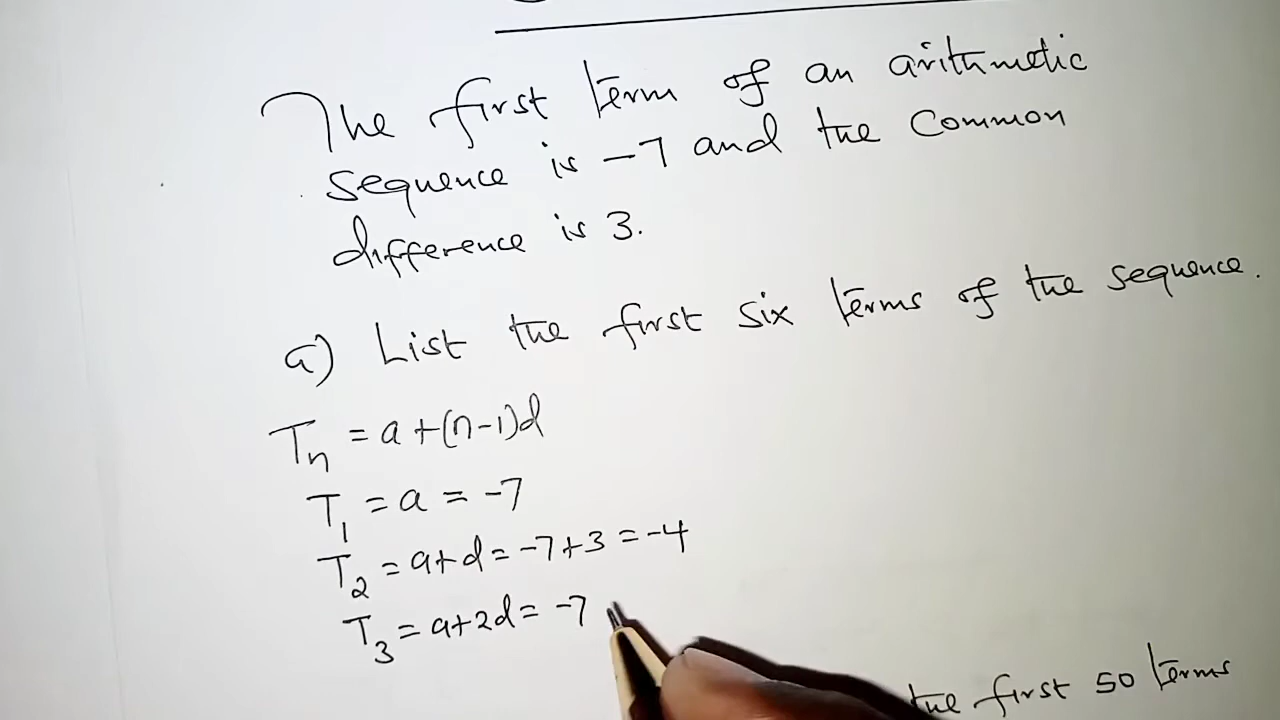 The first term of an arithmetic
sequence is -7 and the common
difference is 3.
a) List the first six terms of the sequence.
Tn = a+(n-1)d
T1 = a = -7
T2 = a+d = -7+3 = -4
T3 = a+2d = -7
the first 50 terms